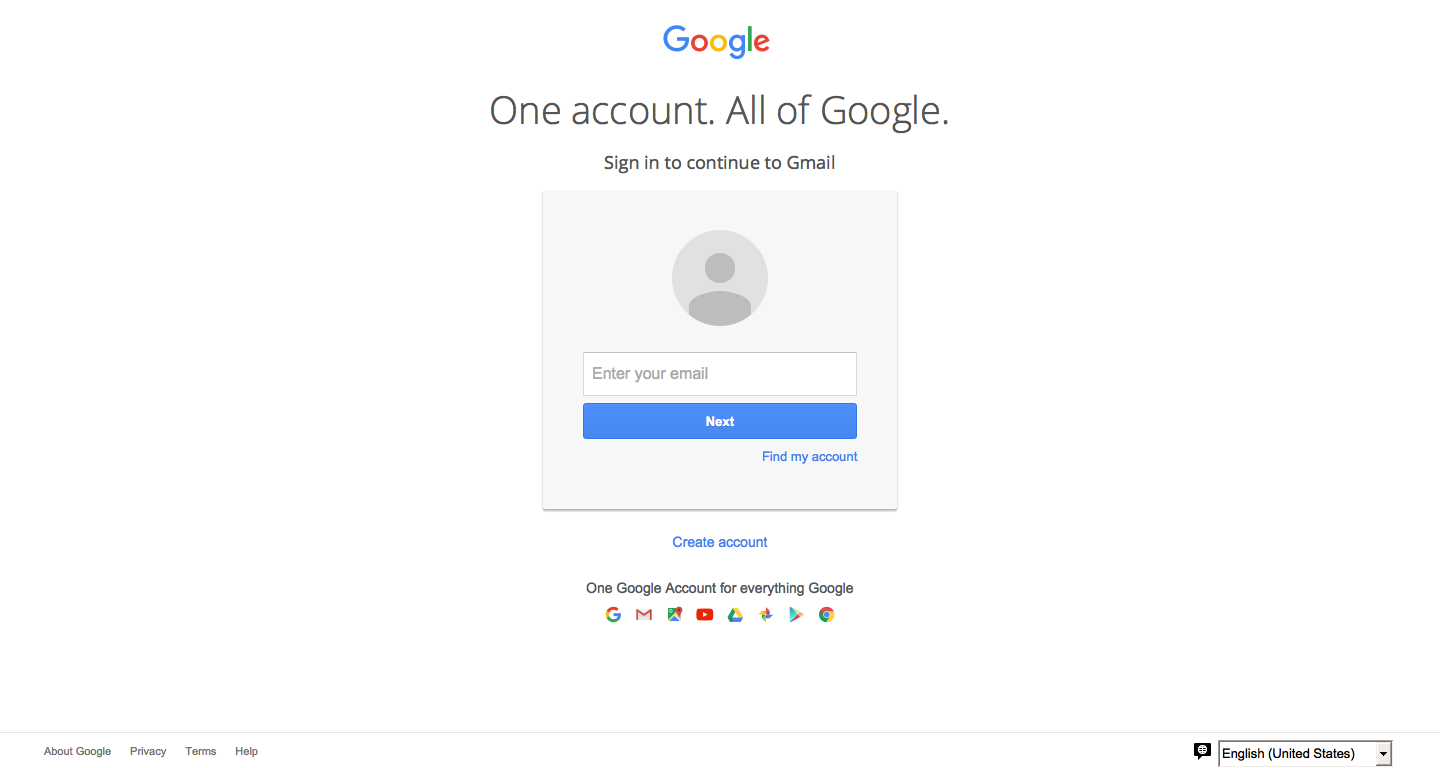 Google
One account. All of Google.
Sign in to continue to Gmail
Enter your email
Next
Find my account
Create account
One Google Account for everything Google
About Google Privacy Terms Help
English (United States)